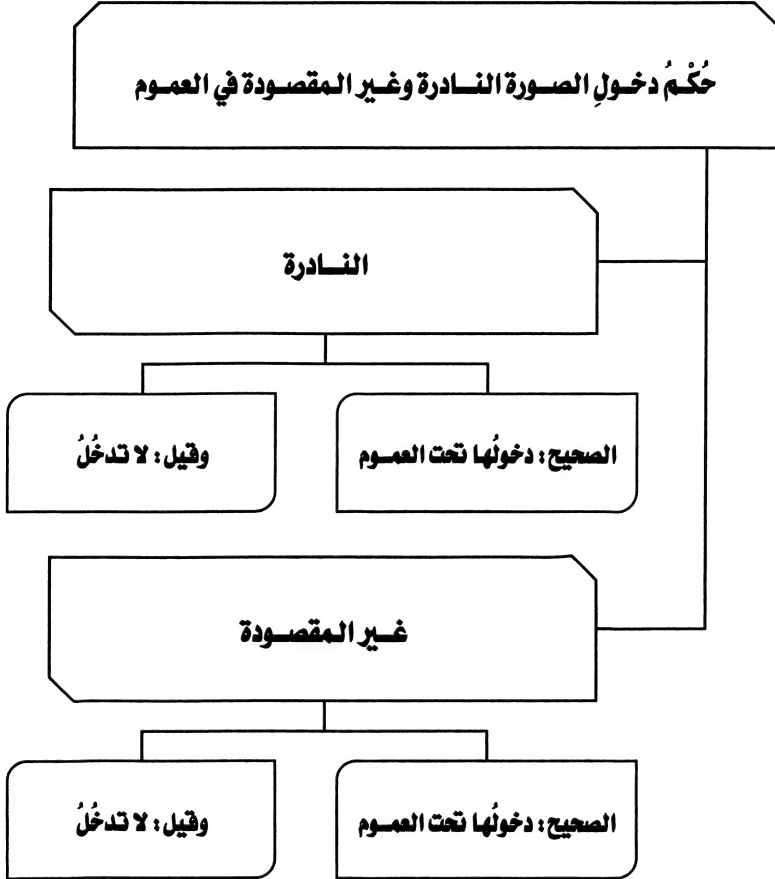 حُكْمُ دخولِ الصورة النادرة وغير المقصودة في العموم
النادرة
الصحيح: دخولُها تحت العموم
وقيل: لا تدخُلُ
غير المقصودة
الصحيح: دخولُها تحت العموم
وقيل: لا تدخُلُ